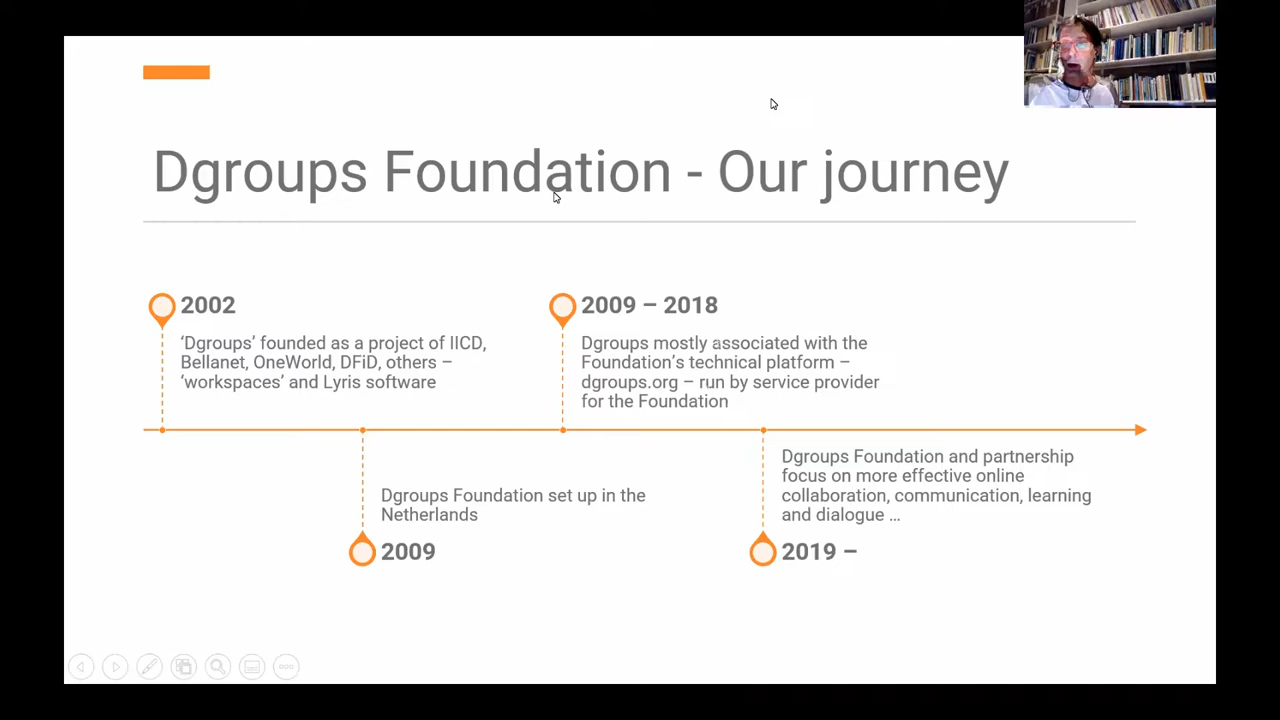 Dgroups Foundation - Our journey
2002
‘Dgroups’ founded as a project of IICD,
Bellanet, OneWorld, DFiD, others –
‘workspaces’ and Lyris software
2009 – 2018
Dgroups mostly associated with the
Foundation’s technical platform –
dgroups.org – run by service provider
for the Foundation
Dgroups Foundation set up in the
Netherlands
2009
Dgroups Foundation and partnership
focus on more effective online
collaboration, communication, learning
and dialogue ...
2019 –